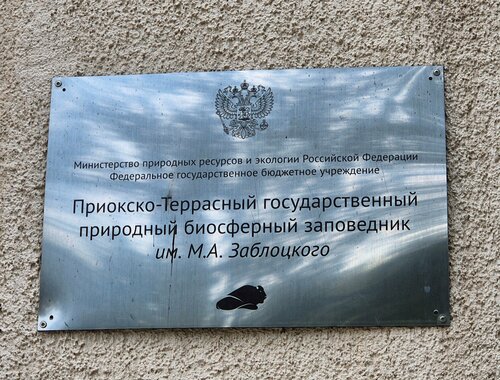 Министерство природных ресурсов и экологии Российской Федерации
Федеральное государственное бюджетное учреждение
Приокско-Террасный государственный
природный биосферный заповедник
им. М.А. Заблоцкого